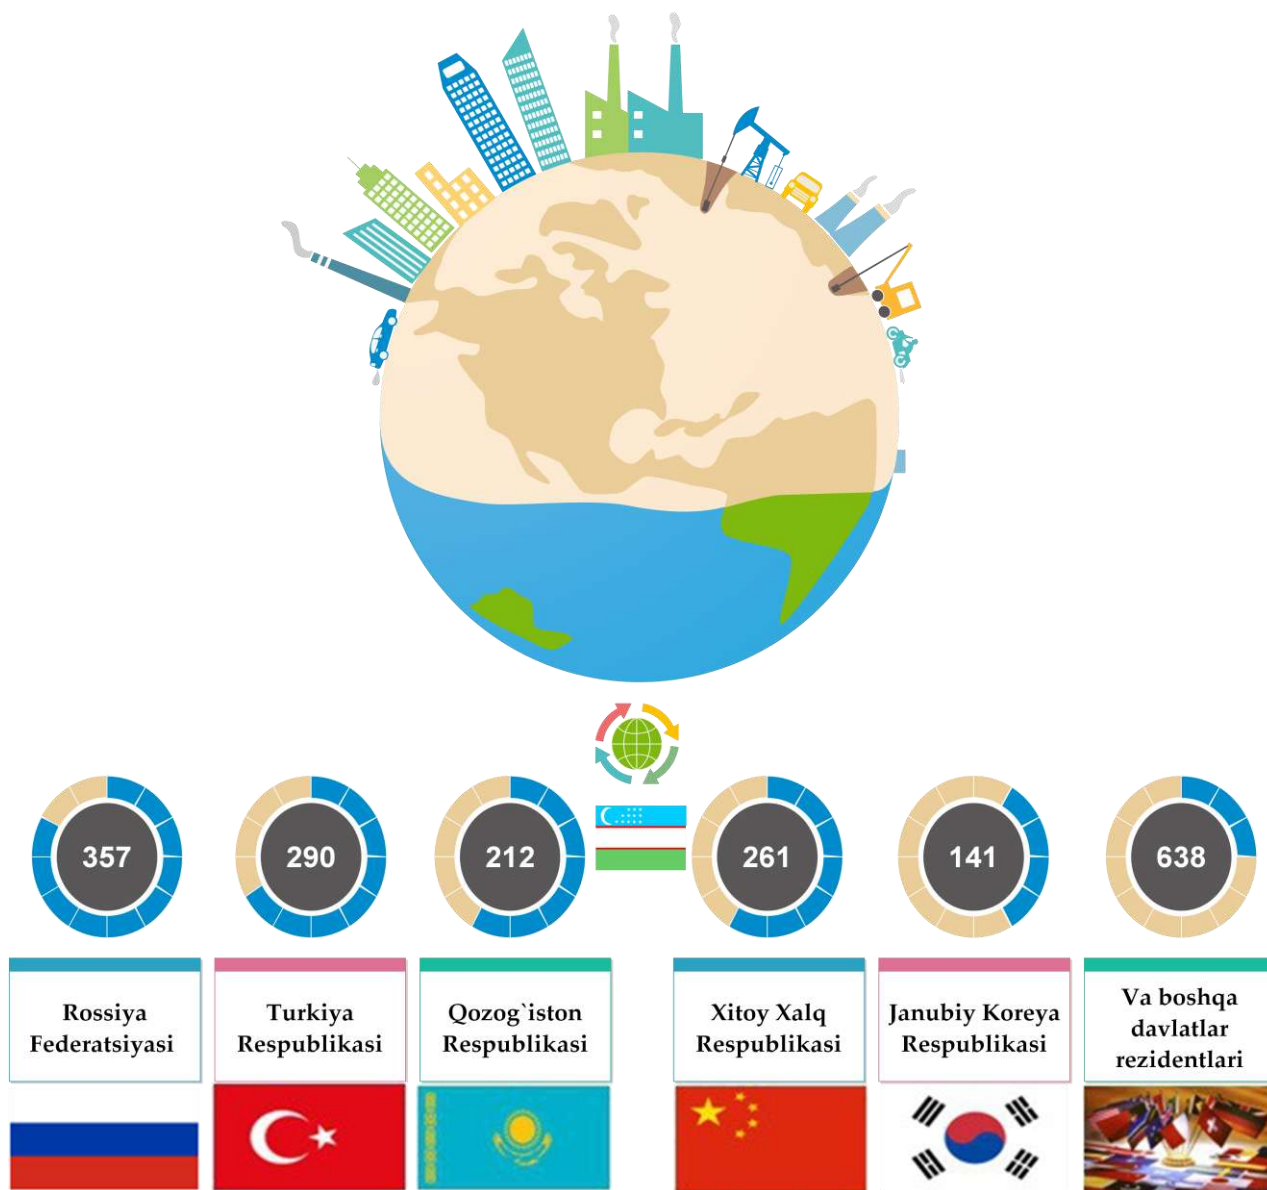 357
290
212
261
141
638
Rossiya
Federatsiyasi
Turkiya
Respublikasi
Qozog`iston
Respublikasi
Xitoy Xalq
Respublikasi
Janubiy Koreya
Respublikasi
Va boshqa
davlatlar
rezidentlari